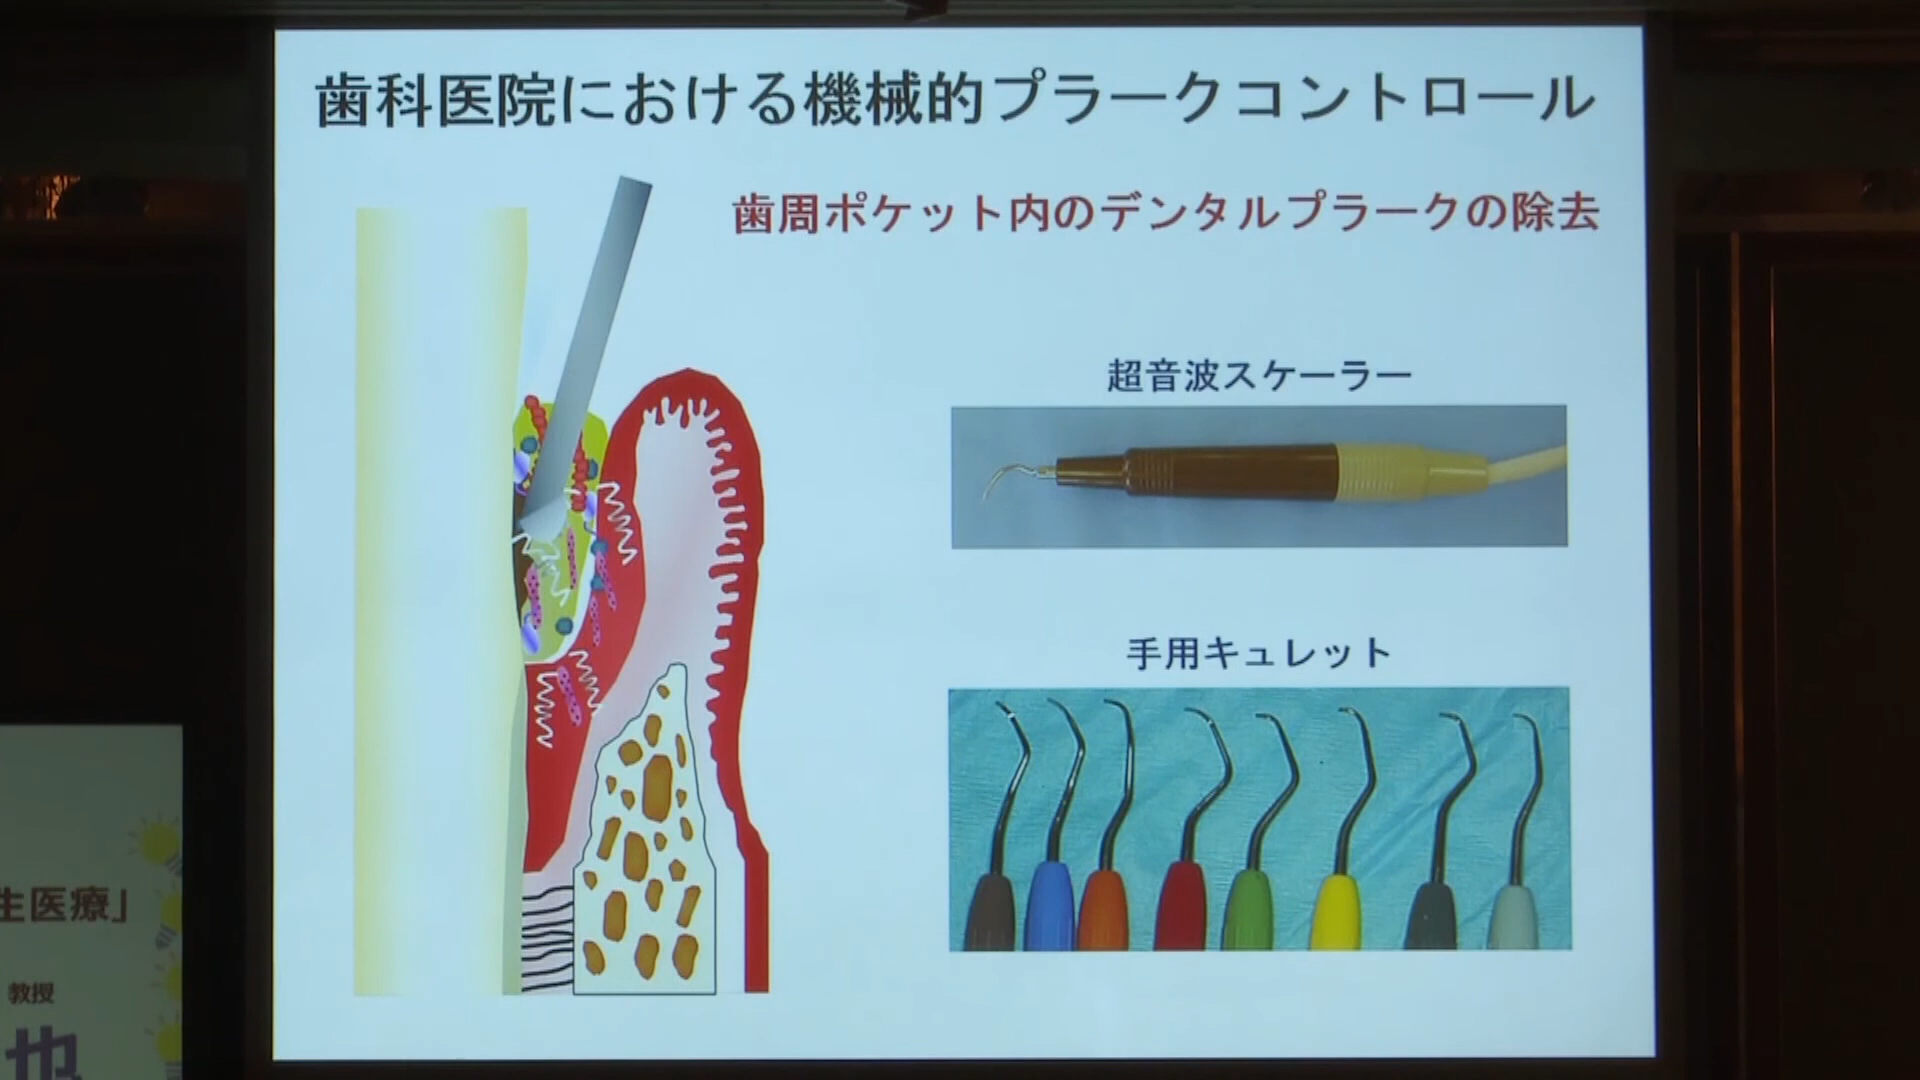 歯科医院における機械的プラークコントロール
歯周ポケット内のデンタルプラークの除去
超音波スケーラー
手用キュレット
生医療」
教授
也